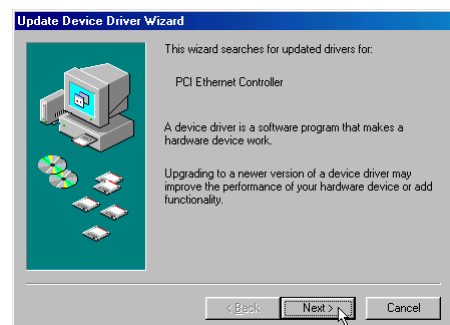 Update Device Driver Wizard
This wizard searches for updated drivers for:
PCI Ethernet Controller
A device driver is a software program that makes a
hardware device work.
Upgrading to a newer version of a device driver may
improve the performance of your hardware device or add
functionality.
< Back
Next >
Cancel